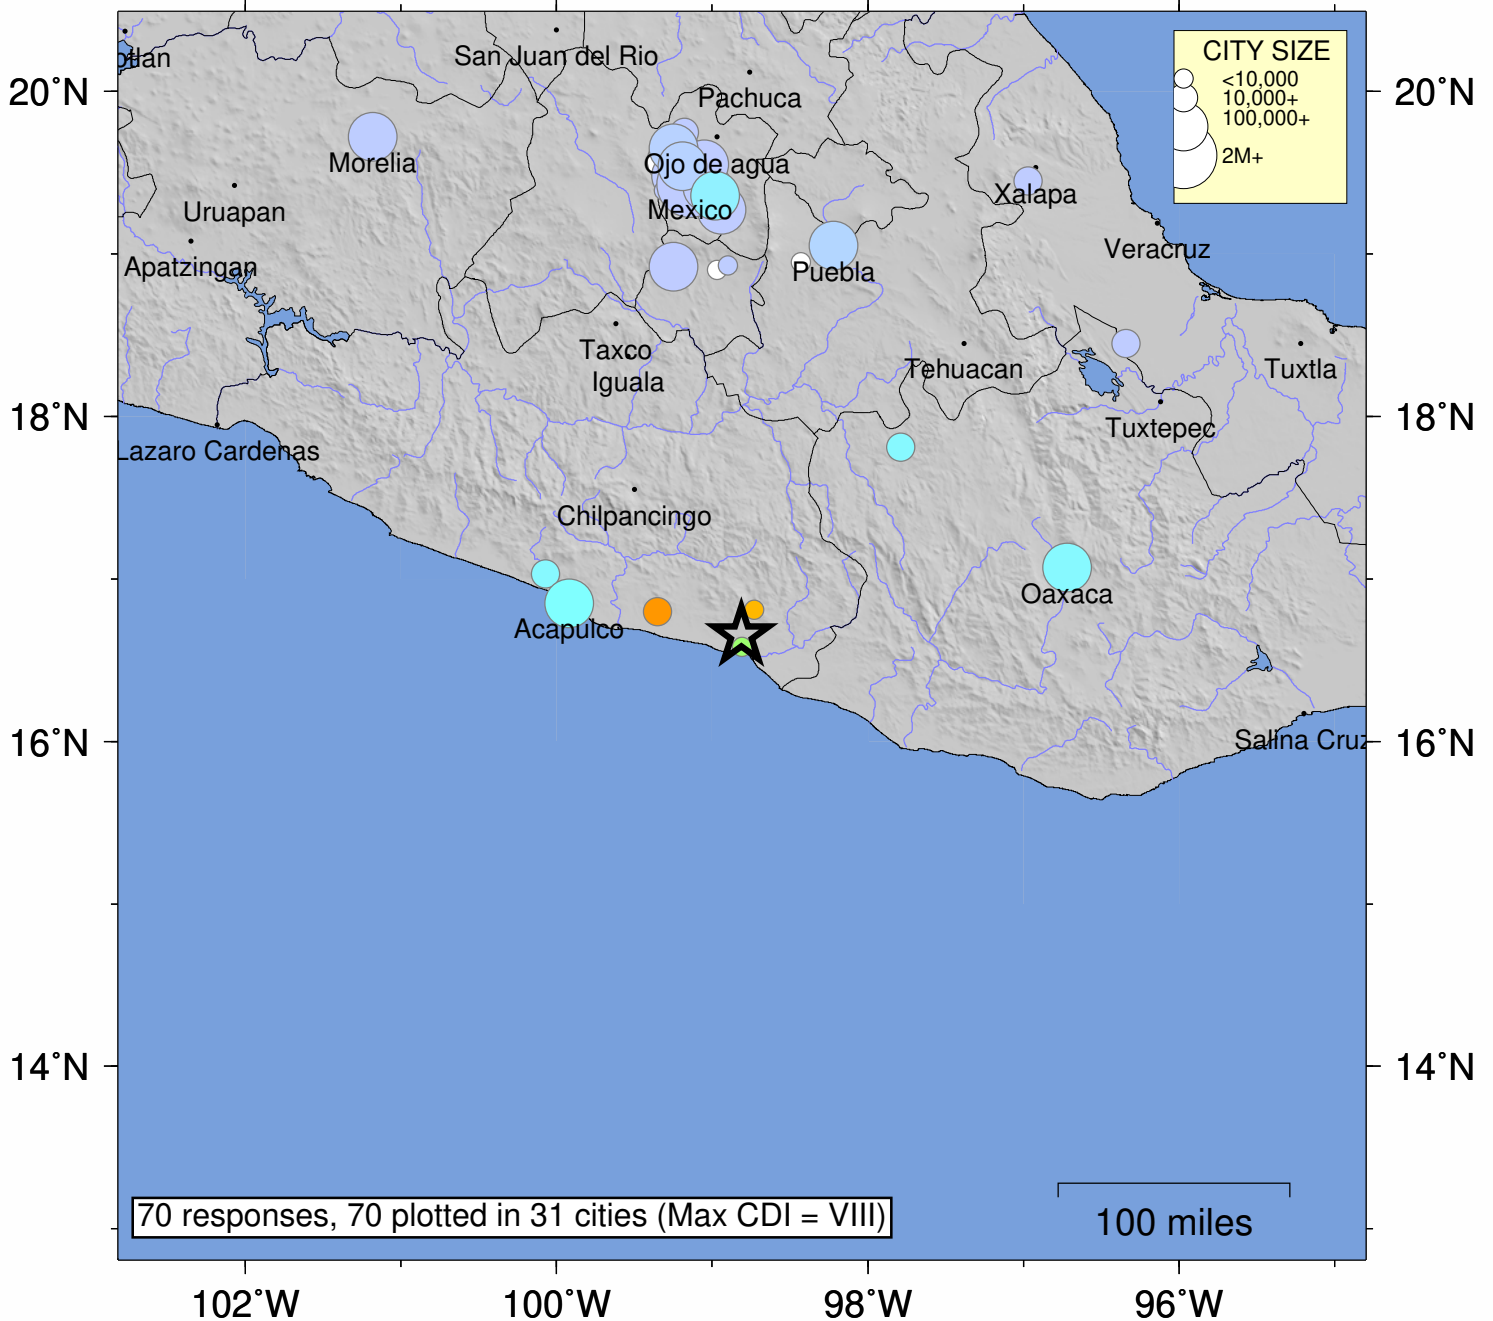 CITY SIZE
<10,000
10,000+
100,000+
2M+
20°N
20°N
otlan
San Juan del Rio
Pachuca
Morelia
Ojo de agua
Xalapa
Uruapan
Mexico
Veracruz
Apatzingan
Puebla
Taxco
Iguala
Tehuacan
Tuxtla
18°N
18°N
Tuxtepec
Lazaro Cardenas
Chilpancingo
Oaxaca
Acapulco
16°N
16°N
Salina Cruz
14°N
14°N
70 responses, 70 plotted in 31 cities (Max CDI = VIII)
100 miles
102°W
100°W
98°W
96°W